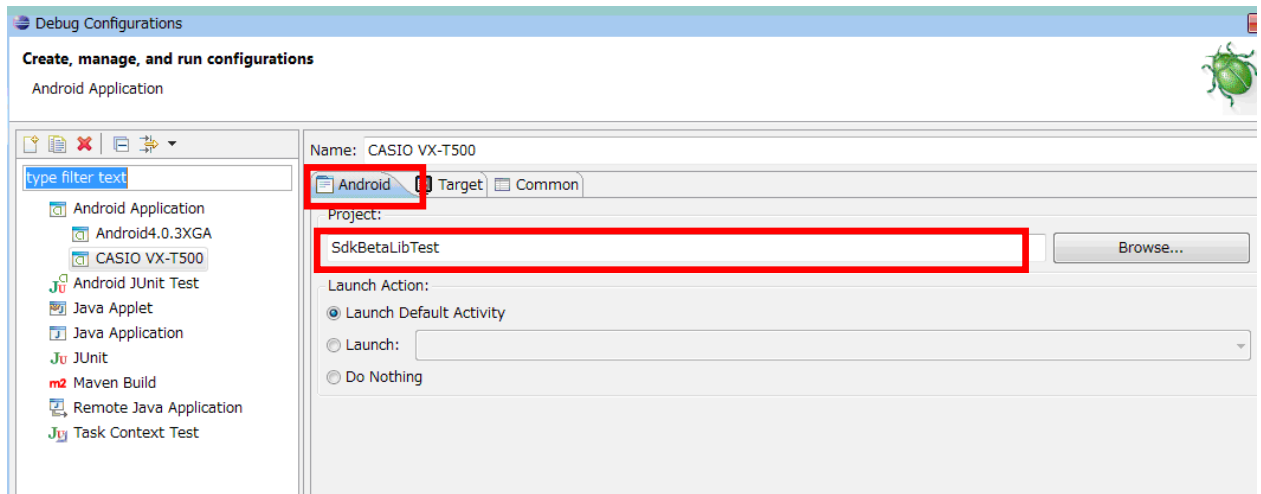 Debug Configurations
Create, manage, and run configurations
Android Application
type filter text
Android Application
Android4.0.3XGA
CASIO VX-T500
Android JUnit Test
Java Applet
Java Application
JUnit
Maven Build
Remote Java Application
Task Context Test
Name: CASIO VX-T500
Android Target Common
Project:
SdkBetaLibTest Browse...
Launch Action:
Launch Default Activity
Launch:
Do Nothing